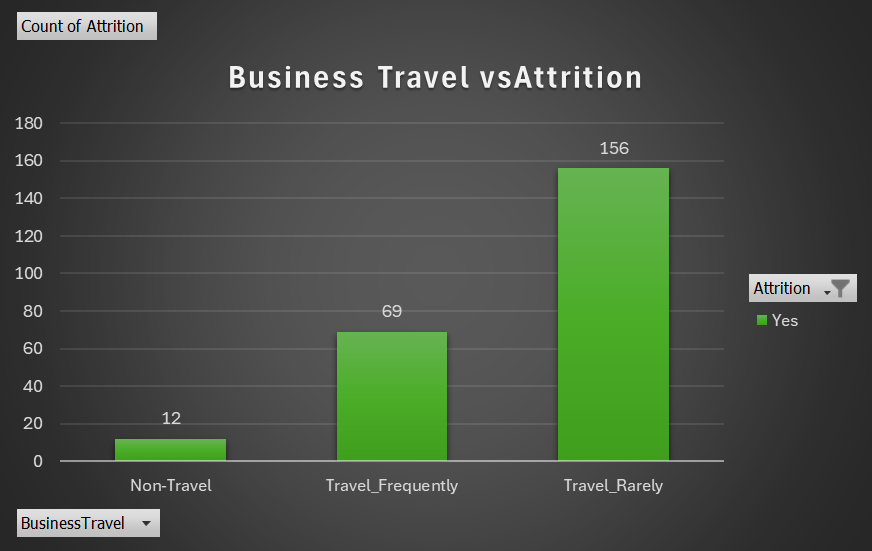 Count of Attrition
Business Travel vsAttrition
180
160
140
120
100
80
60
40
20
0
12
69
156
Non-Travel
Travel_Frequently
Travel_Rarely
Attrition
Yes
BusinessTravel